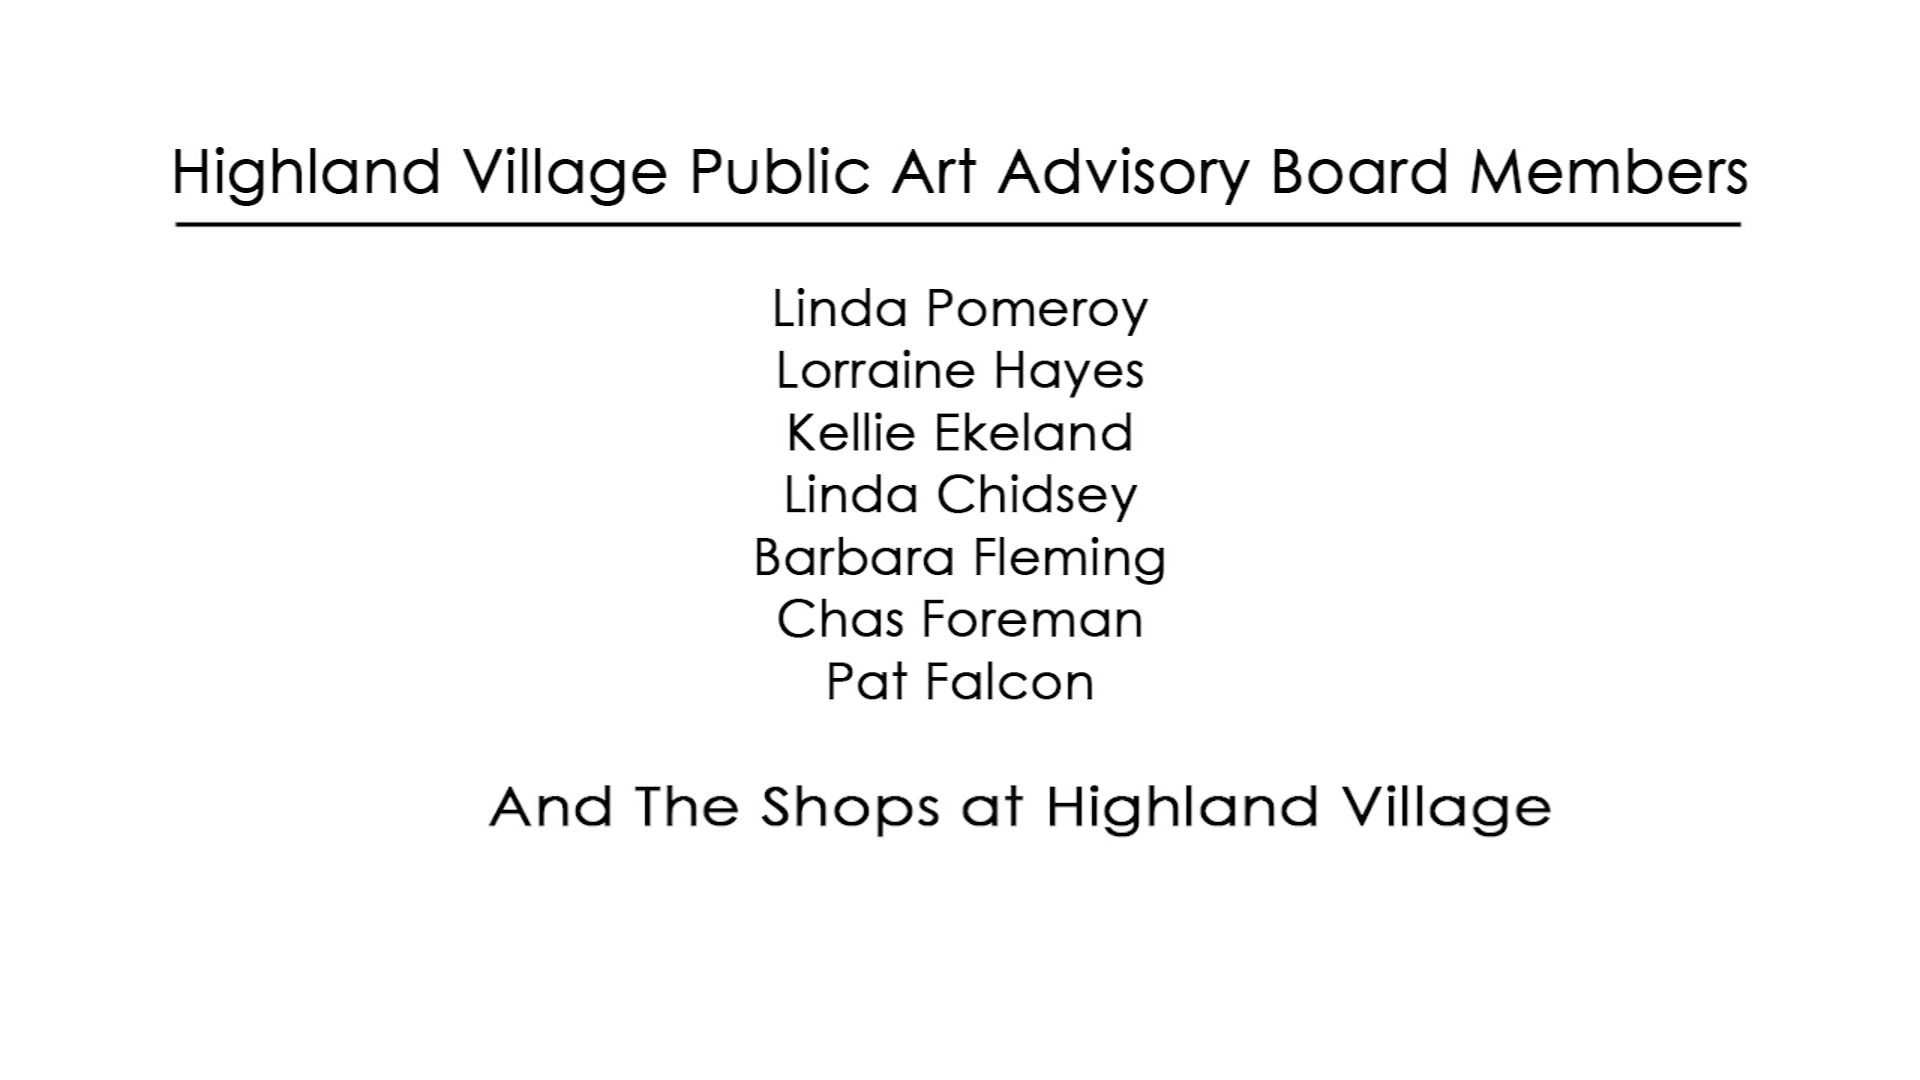 Highland Village Public Art Advisory Board Members
Linda Pomeroy
Lorraine Hayes
Kellie Ekeland
Linda Chidsey
Barbara Fleming
Chas Foreman
Pat Falcon
And The Shops at Highland Village